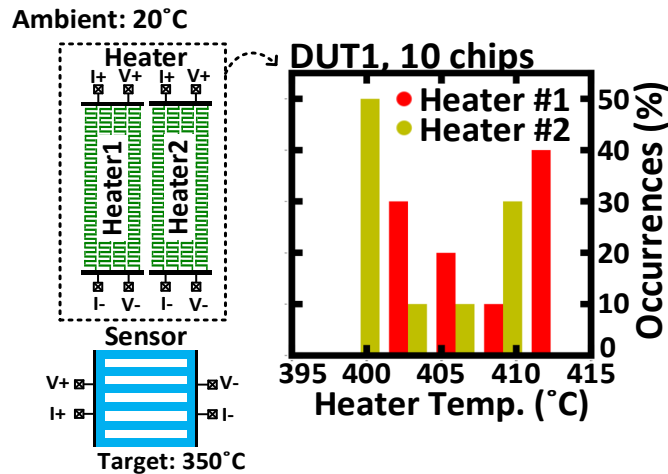 Ambient: 20˚C
Heater
I+ V+ I+ V+
Heater1
Heater2
I- V- I- V-
Sensor
V+ V-
I+ I-
Target: 350˚C
DUT1, 10 chips
Heater #1
Heater #2
50
40
30
20
10
0
Occurrences (%)
395 400 405 410 415
Heater Temp. (˚C)